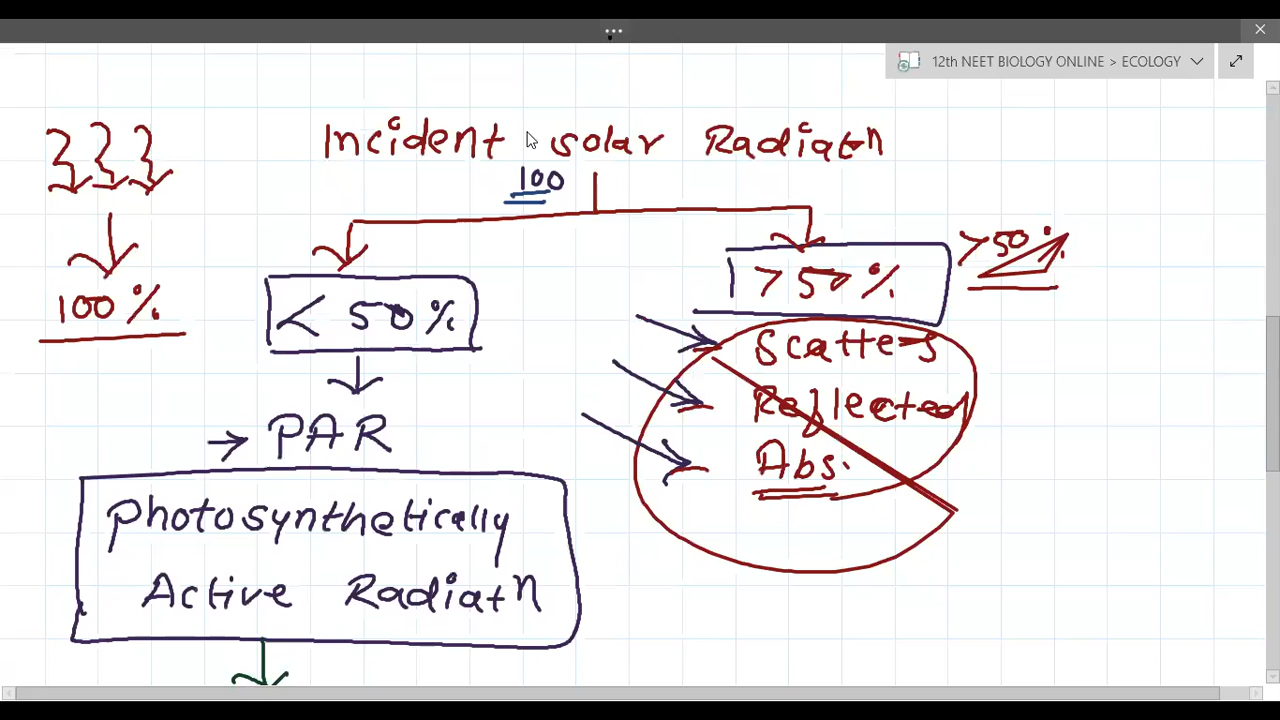 12th NEET BIOLOGY ONLINE > ECOLOGY
Incident solar Radiatn
100
100 %
< 50 %
> 50 %
> 50 %
Scatters
Reflected
Abs.
→ PAR
Photosynthetically
Active Radiatn